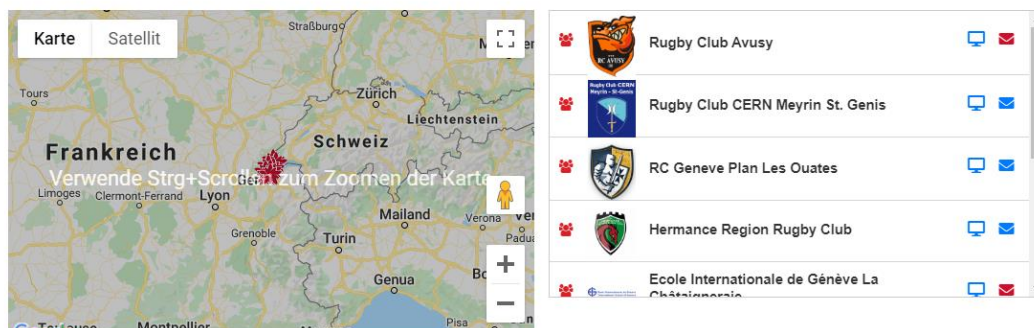 Karte
Satellit
Straßburg
Tours
Zürich
Liechtenstein
Schweiz
Frankreich
Verwende Strg+Scrollen zum Zoomen der Karte
Limoges
Clermont-Ferrand
Lyon
Grenoble
Mailand
Verona
Turin
Padua
Genua
Pisa
Toulouse
Montpellier
RC AVUSY
Rugby Club Avusy
Rugby Club CERN
Meyrin - St-Genis
Rugby Club CERN Meyrin St. Genis
RC Geneve Plan Les Ouates
Hermance Region Rugby Club
Ecole Internationale de Génève La
Châtaigneraie